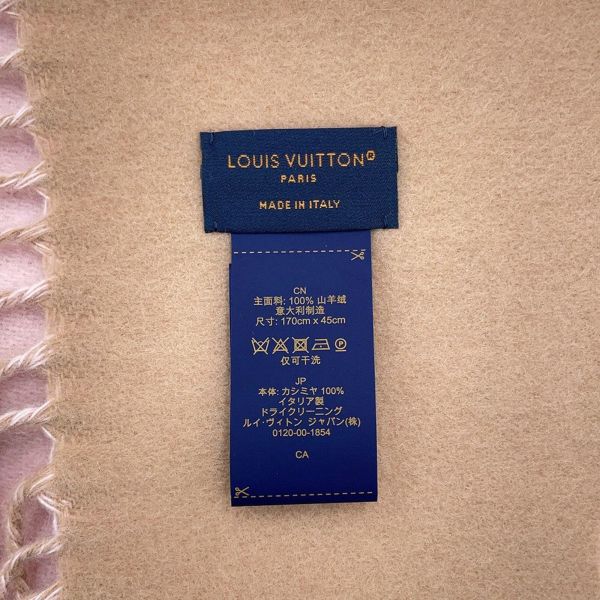 LOUIS VUITTON®
PARIS
MADE IN ITALY
CN
主面料: 100% 山羊绒
意大利制造
尺寸: 170cm x 45cm
仅可干洗
JP
本体: カシミヤ 100%
イタリア製
ドライクリーニング
ルイ·ヴィトン ジャパン(株)
0120-00-1854
CA